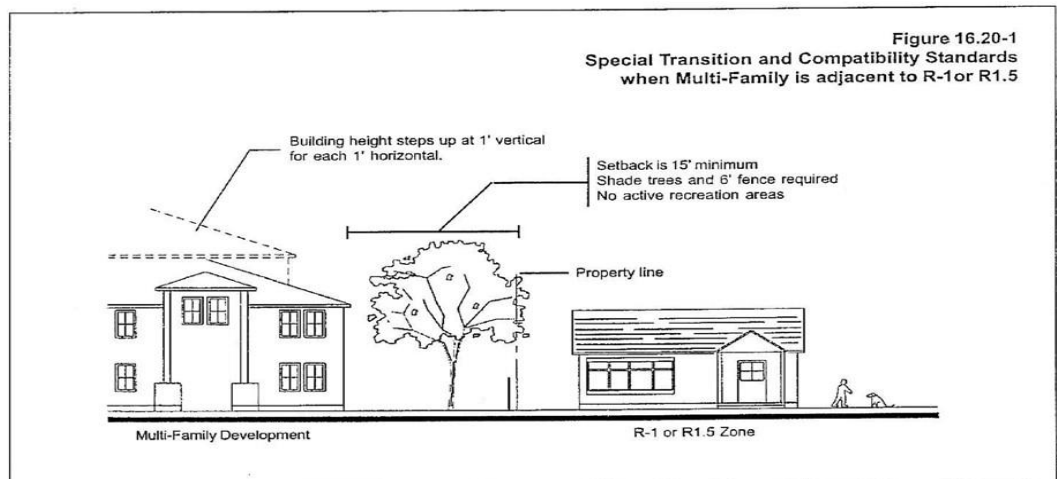 Figure 16.20-1
Special Transition and Compatibility Standards
when Multi-Family is adjacent to R-1or R1.5
Building height steps up at 1' vertical
for each 1' horizontal.
Setback is 15' minimum
Shade trees and 6' fence required
No active recreation areas
Property line
Multi-Family Development
R-1 or R1.5 Zone